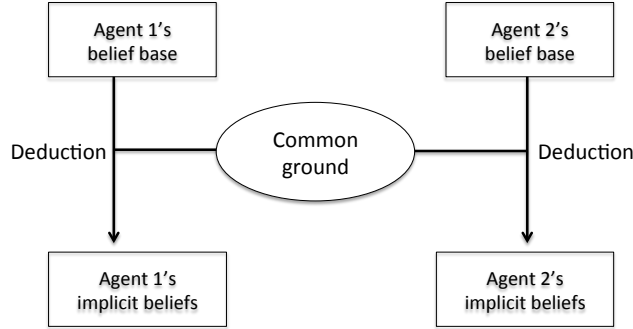 Agent 1’s
belief base
Agent 2’s
belief base
Deduction
Common
ground
Deduction
Agent 1’s
implicit beliefs
Agent 2’s
implicit beliefs